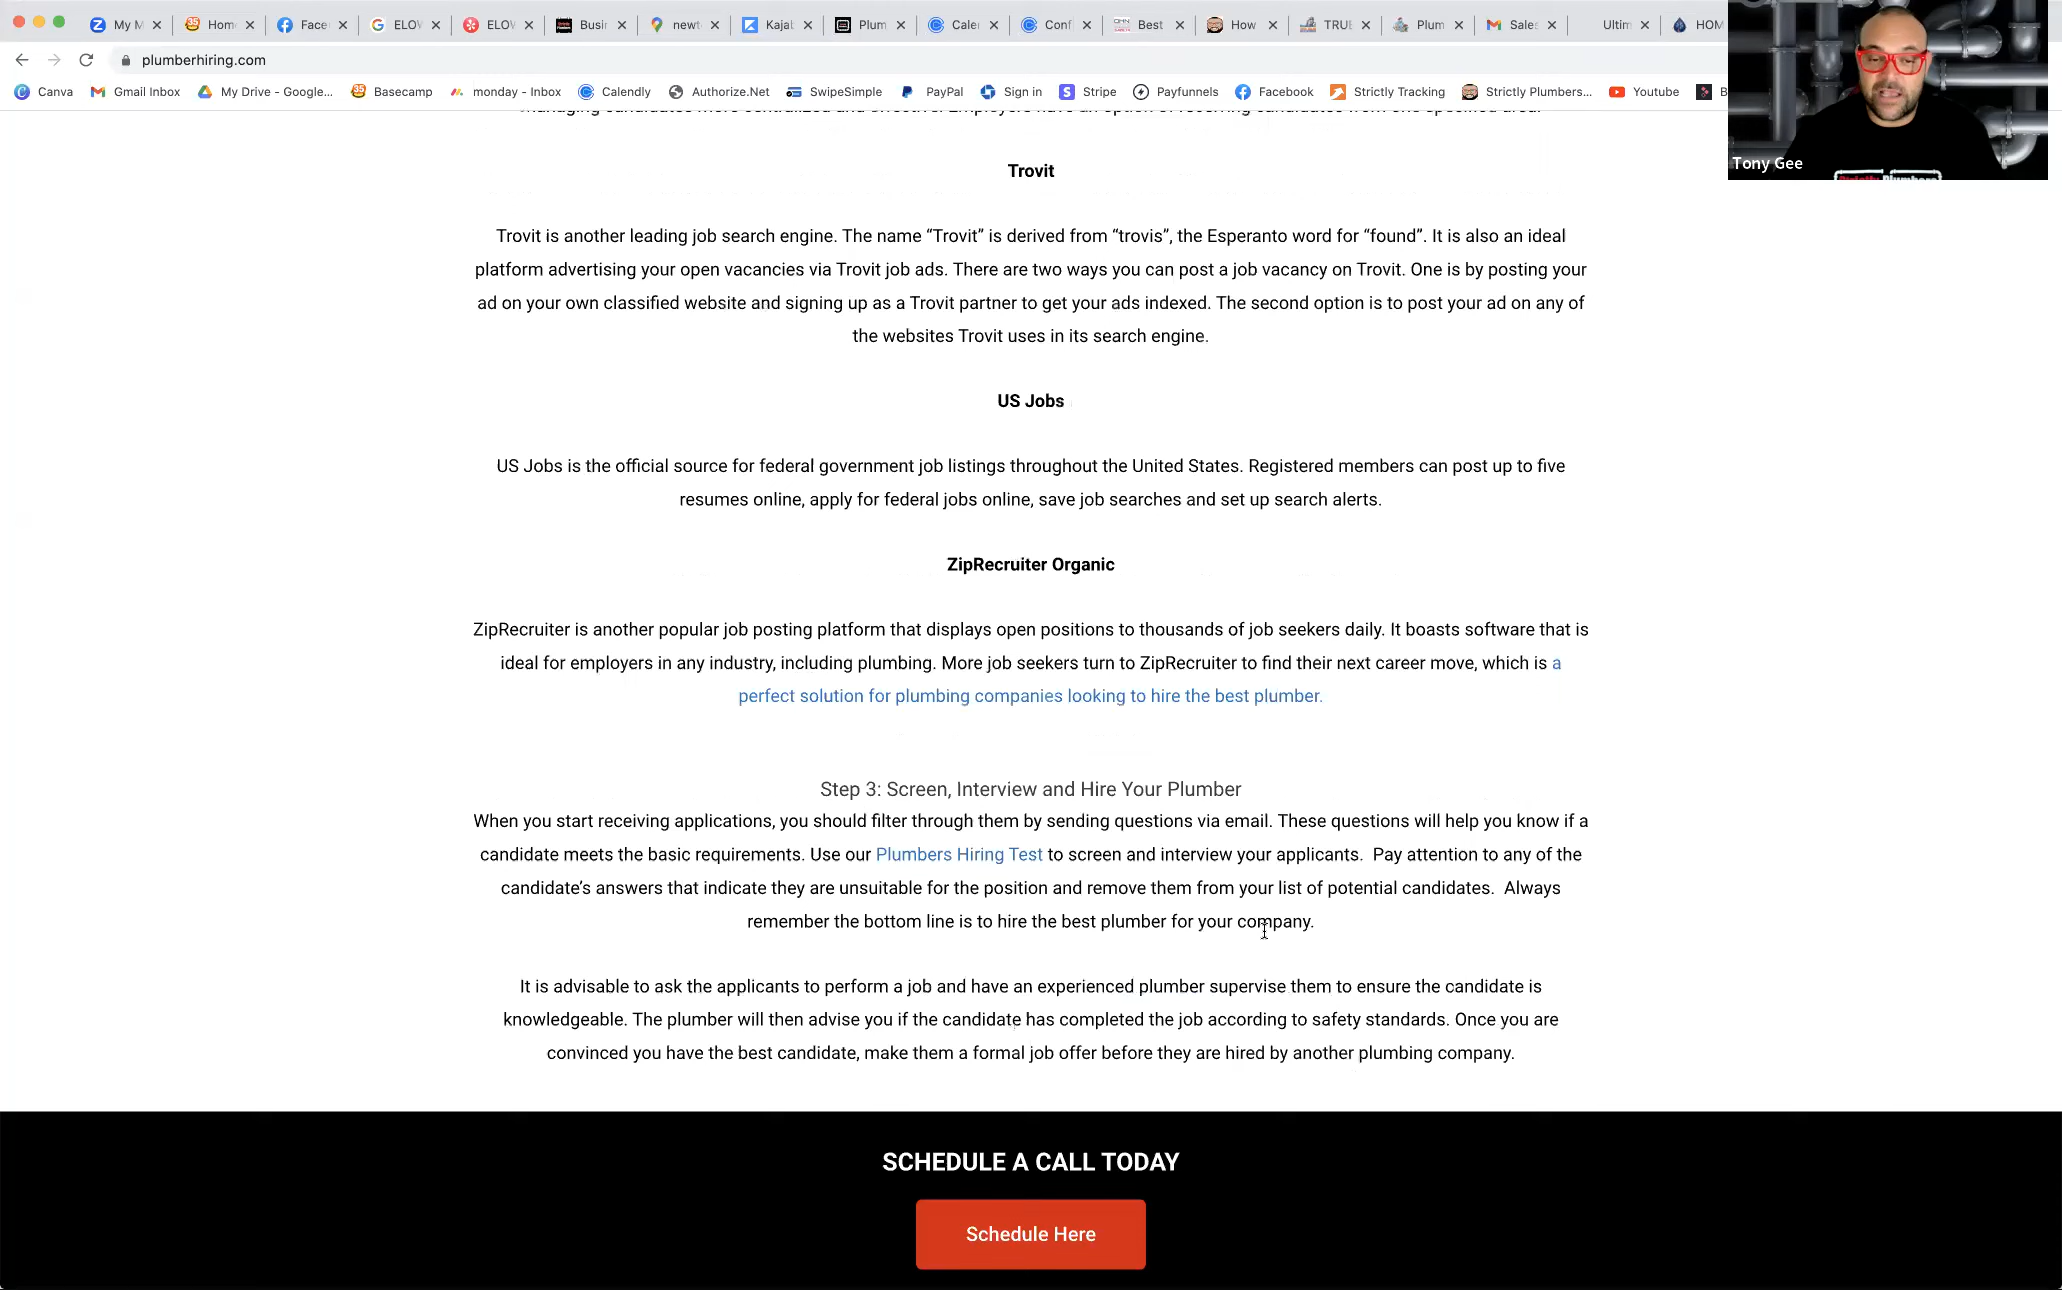 My M
Home
Face
ELOV
ELOV
Busin
newt
Kajab
Plum
Caler
Conf
Best
How
TRUE
Plum
Sales
Ultim
HOM
plumberhiring.com
Canva
Gmail Inbox
My Drive - Google...
Basecamp
monday - Inbox
Calendly
Authorize.Net
SwipeSimple
PayPal
Sign in
Stripe
Payfunnels
Facebook
Strictly Tracking
Strictly Plumbers...
Youtube
B
Tony Gee
Trovit
Trovit is another leading job search engine. The name “Trovit” is derived from “trovis”, the Esperanto word for “found”. It is also an ideal
platform advertising your open vacancies via Trovit job ads. There are two ways you can post a job vacancy on Trovit. One is by posting your
ad on your own classified website and signing up as a Trovit partner to get your ads indexed. The second option is to post your ad on any of
the websites Trovit uses in its search engine.
US Jobs
US Jobs is the official source for federal government job listings throughout the United States. Registered members can post up to five
resumes online, apply for federal jobs online, save job searches and set up search alerts.
ZipRecruiter Organic
ZipRecruiter is another popular job posting platform that displays open positions to thousands of job seekers daily. It boasts software that is
ideal for employers in any industry, including plumbing. More job seekers turn to ZipRecruiter to find their next career move, which is a
perfect solution for plumbing companies looking to hire the best plumber.
Step 3: Screen, Interview and Hire Your Plumber
When you start receiving applications, you should filter through them by sending questions via email. These questions will help you know if a
candidate meets the basic requirements. Use our Plumbers Hiring Test to screen and interview your applicants. Pay attention to any of the
candidate’s answers that indicate they are unsuitable for the position and remove them from your list of potential candidates. Always
remember the bottom line is to hire the best plumber for your company.
It is advisable to ask the applicants to perform a job and have an experienced plumber supervise them to ensure the candidate is
knowledgeable. The plumber will then advise you if the candidate has completed the job according to safety standards. Once you are
convinced you have the best candidate, make them a formal job offer before they are hired by another plumbing company.
SCHEDULE A CALL TODAY
Schedule Here